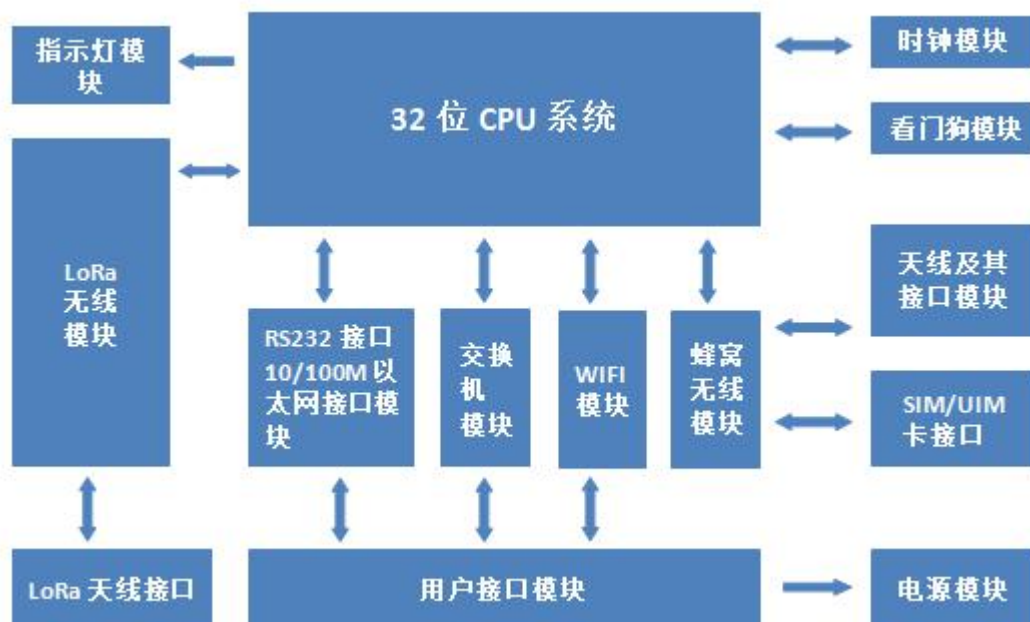 指示灯模
块
32 位 CPU 系统
时钟模块
看门狗模块
LoRa
无线
模块
天线及其
接口模块
RS232 接口
10/100M 以
太网接口模
块
交换
机
模块
WIFI
模块
蜂窝
无线
模块
SIM/UIM
卡接口
LoRa 天线接口
用户接口模块
电源模块